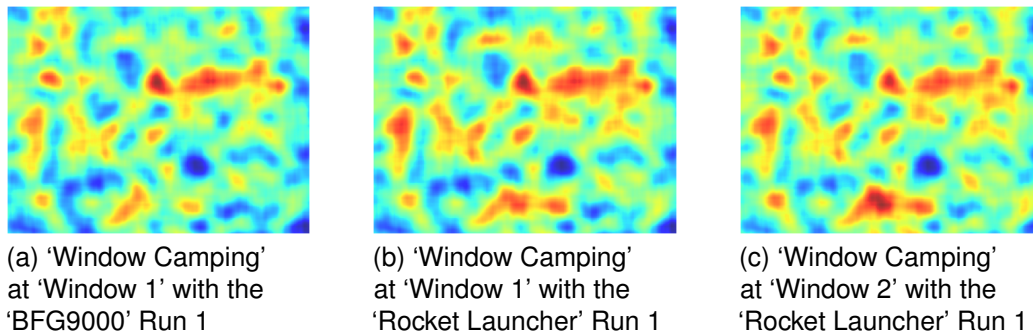 (a) ‘Window Camping’
at ‘Window 1’ with the
‘BFG9000’ Run 1
(b) ‘Window Camping’
at ‘Window 1’ with the
‘Rocket Launcher’ Run 1
(c) ‘Window Camping’
at ‘Window 2’ with the
‘Rocket Launcher’ Run 1